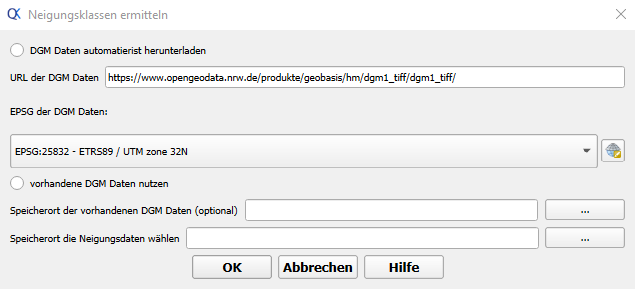 Neigungsklassen ermitteln
DGM Daten automatierist herunterladen
URL der DGM Daten https://www.opengeodata.nrw.de/produkte/geobasis/hm/dgm1_tiff/dgm1_tiff/
EPSG der DGM Daten:
EPSG:25832 - ETRS89 / UTM zone 32N
vorhandene DGM Daten nutzen
Speicherort der vorhandenen DGM Daten (optional) ...
Speicherort die Neigungsdaten wählen ...
OK Abbrechen Hilfe